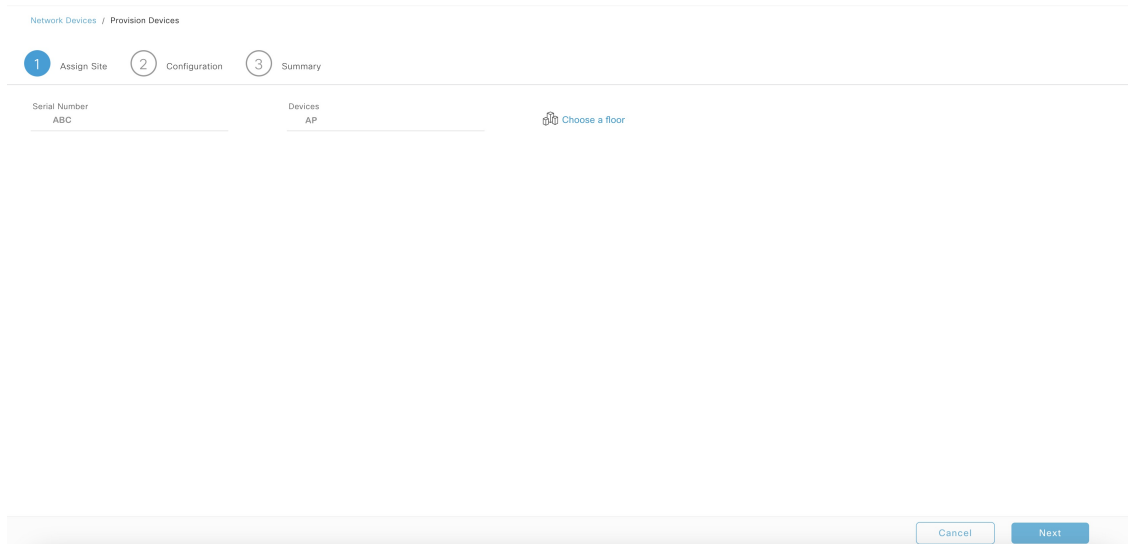 Network Devices / Provision Devices
1 Assign Site 2 Configuration 3 Summary
Serial Number Devices
ABC AP Choose a floor
Cancel Next